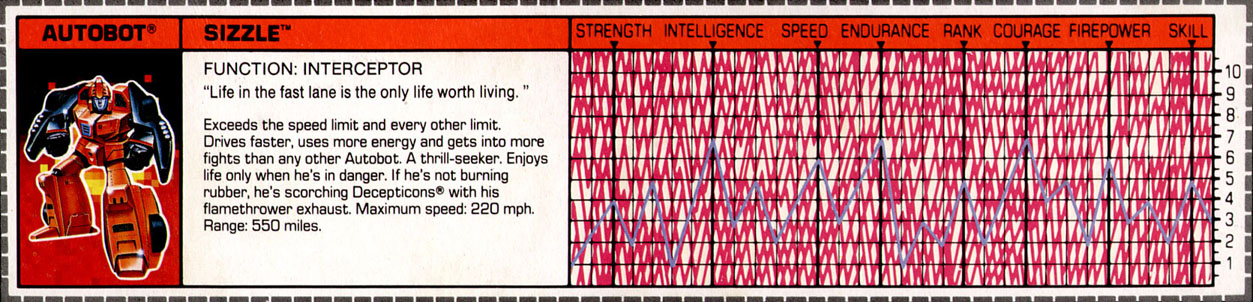 AUTOBOT®
SIZZLE™
STRENGTH INTELLIGENCE SPEED ENDURANCE RANK COURAGE FIREPOWER SKILL
FUNCTION: INTERCEPTOR
“Life in the fast lane is the only life worth living. ”
Exceeds the speed limit and every other limit.
Drives faster, uses more energy and gets into more
fights than any other Autobot. A thrill-seeker. Enjoys
life only when he's in danger. If he's not burning
rubber, he's scorching Decepticons® with his
flamethrower exhaust. Maximum speed: 220 mph.
Range: 550 miles.
10
9
8
7
6
5
4
3
2
1